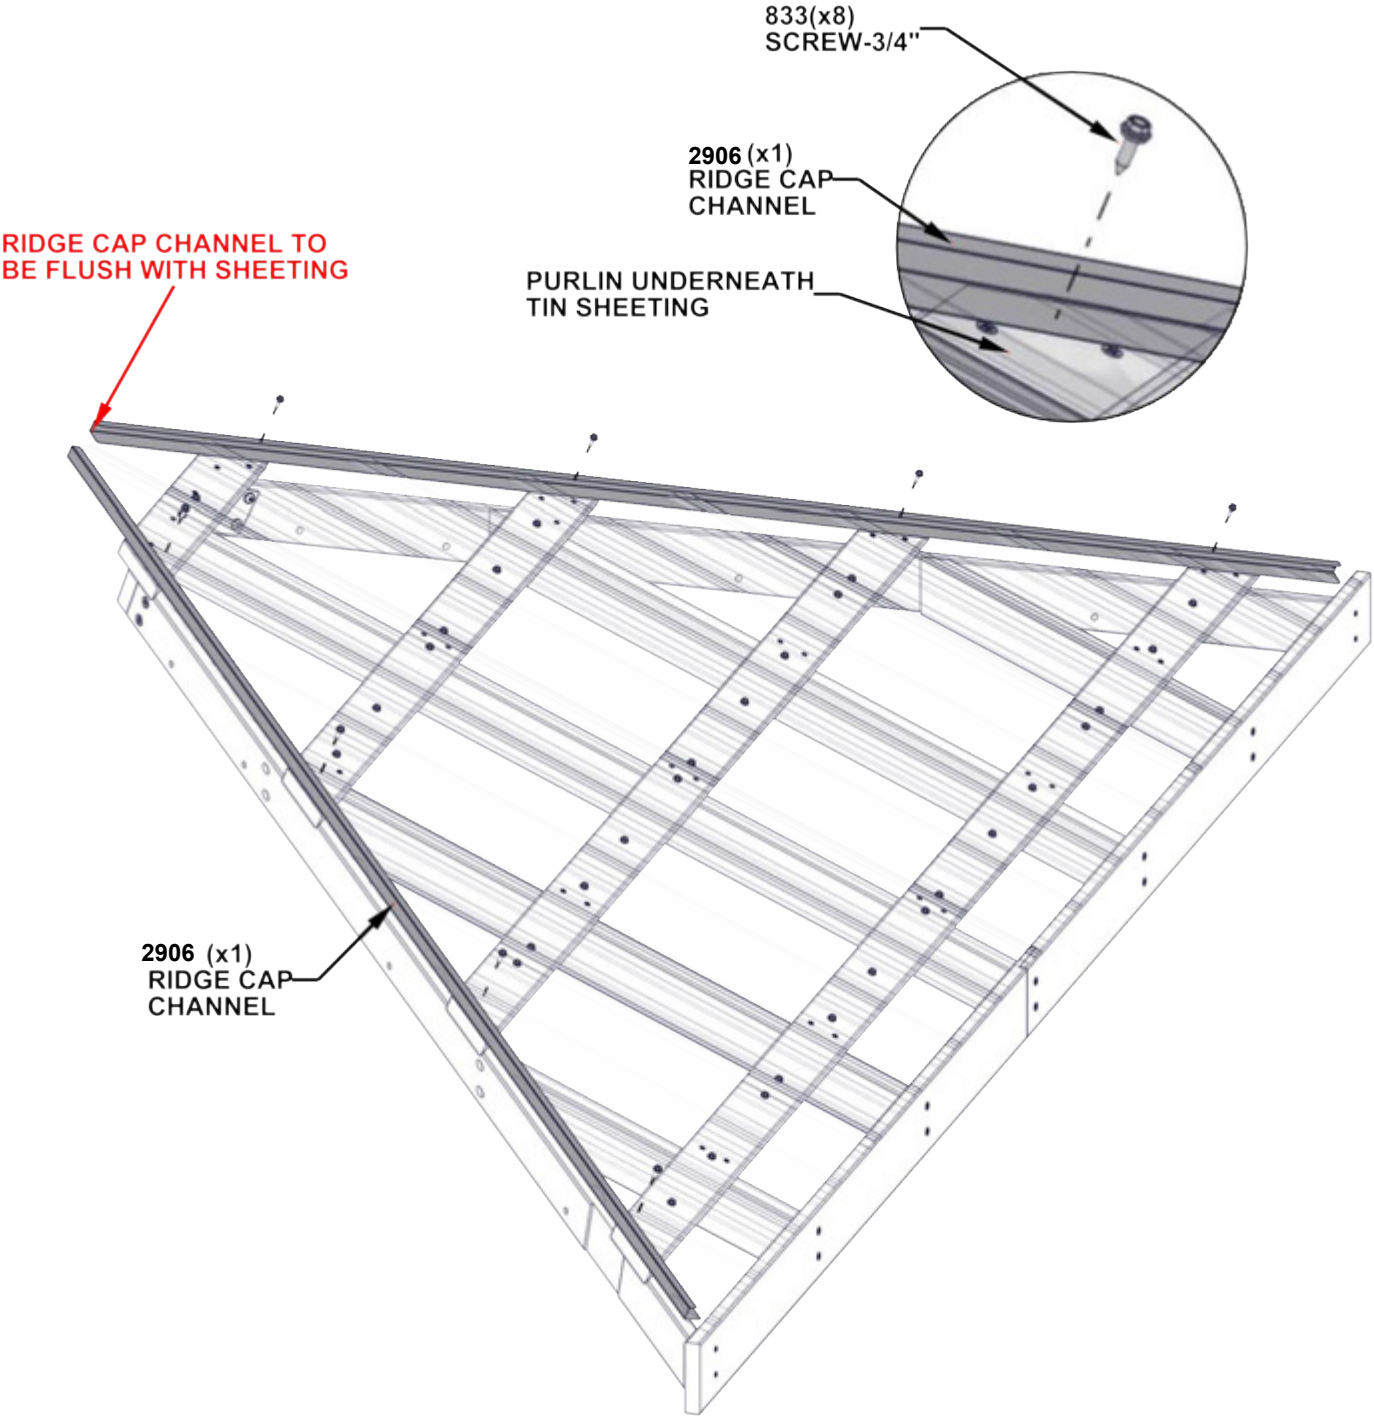 833(x8)
SCREW-3/4"
2906 (x1)
RIDGE CAP
CHANNEL
RIDGE CAP CHANNEL TO
BE FLUSH WITH SHEETING
PURLIN UNDERNEATH
TIN SHEETING
2906 (x1)
RIDGE CAP
CHANNEL